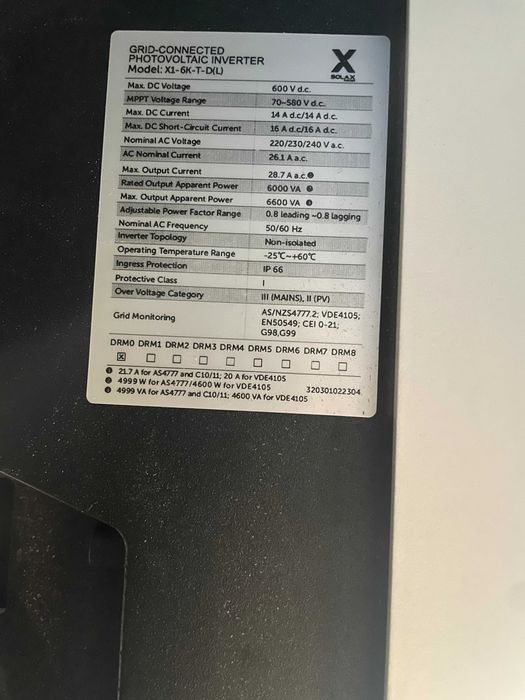 GRID-CONNECTED
PHOTOVOLTAIC INVERTER
Model: X1-6K-T-D(L)
X
SOLAX
Max. DC Voltage 600 V d.c.
MPPT Voltage Range 70~580 V d.c.
Max. DC Current 14 A d.c/14 A d.c.
Max. DC Short-Circuit Current 16 A d.c/16 A d.c.
Nominal AC Voltage 220/230/240 V a.c.
AC Nominal Current 26.1 A a.c.
Max. Output Current 28.7 A a.c.❶
Rated Output Apparent Power 6000 VA ❷
Max. Output Apparent Power 6600 VA ❸
Adjustable Power Factor Range 0.8 leading ~0.8 lagging
Nominal AC Frequency 50/60 Hz
Inverter Topology Non-isolated
Operating Temperature Range -25℃~+60℃
Ingress Protection IP 66
Protective Class I
Over Voltage Category III (MAINS), II (PV)
Grid Monitoring AS/NZS4777.2; VDE4105;
EN50549; CEI 0-21;
G98,G99
DRM0 DRM1 DRM2 DRM3 DRM4 DRM5 DRM6 DRM7 DRM8
☒ ☐ ☐ ☐ ☐ ☐ ☐ ☐ ☐
❶ 21.7 A for AS4777 and C10/11; 20 A for VDE4105
❷ 4999 W for AS4777/4600 W for VDE4105 320301022304
❸ 4999 VA for AS4777 and C10/11; 4600 VA for VDE4105